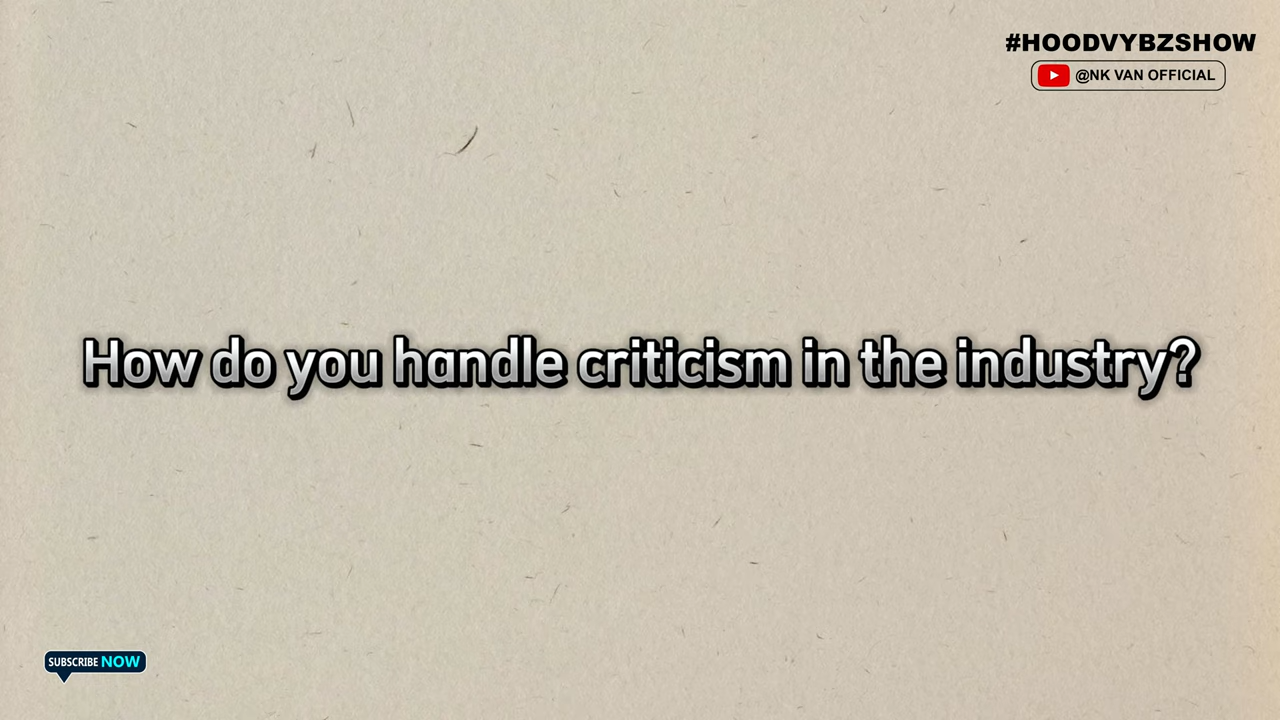 #HOODVYBZSHOW
@NK VAN OFFICIAL
How do you handle criticism in the industry?
SUBSCRIBE NOW